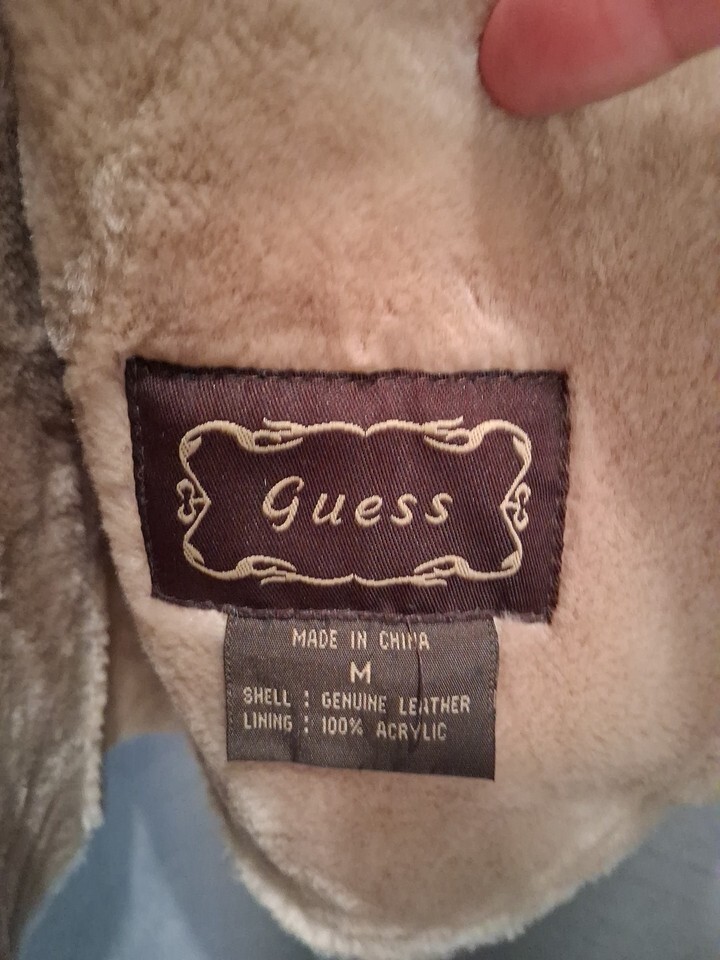 Guess
MADE IN CHINA
M
SHELL : GENUINE LEATHER
LINING : 100% ACRYLIC